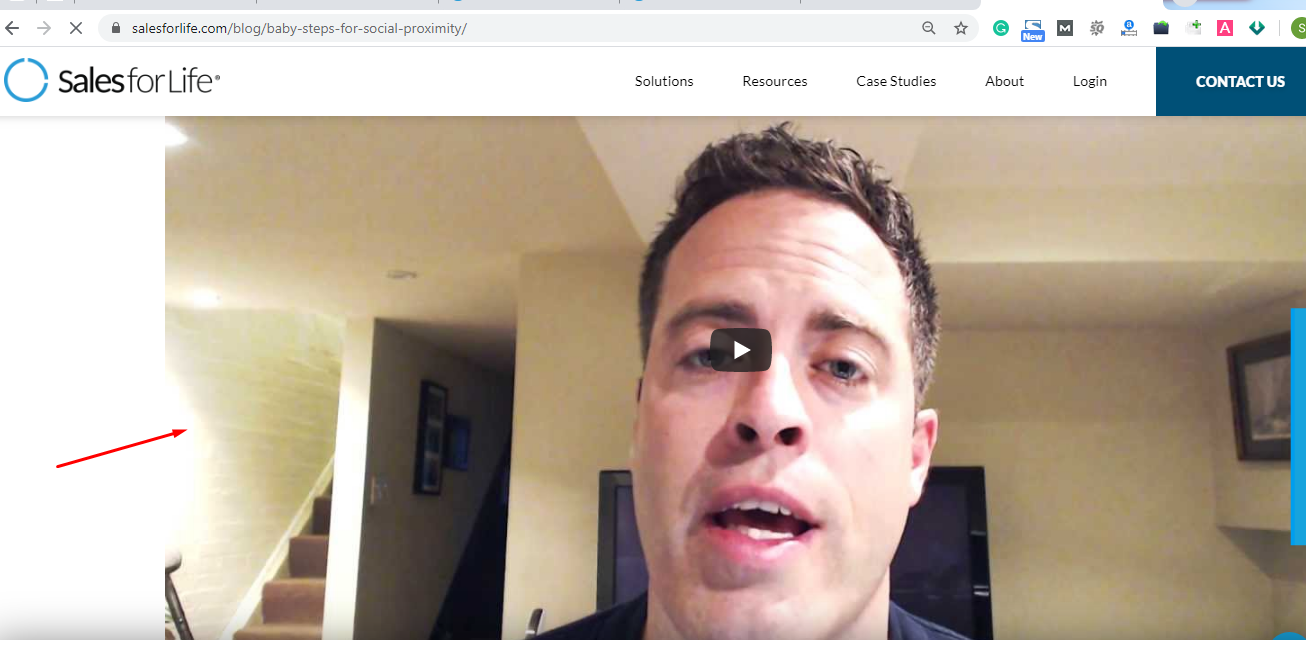 salesforlife.com/blog/baby-steps-for-social-proximity/
New
M
A
S
Sales for Life®
Solutions Resources Case Studies About Login CONTACT US